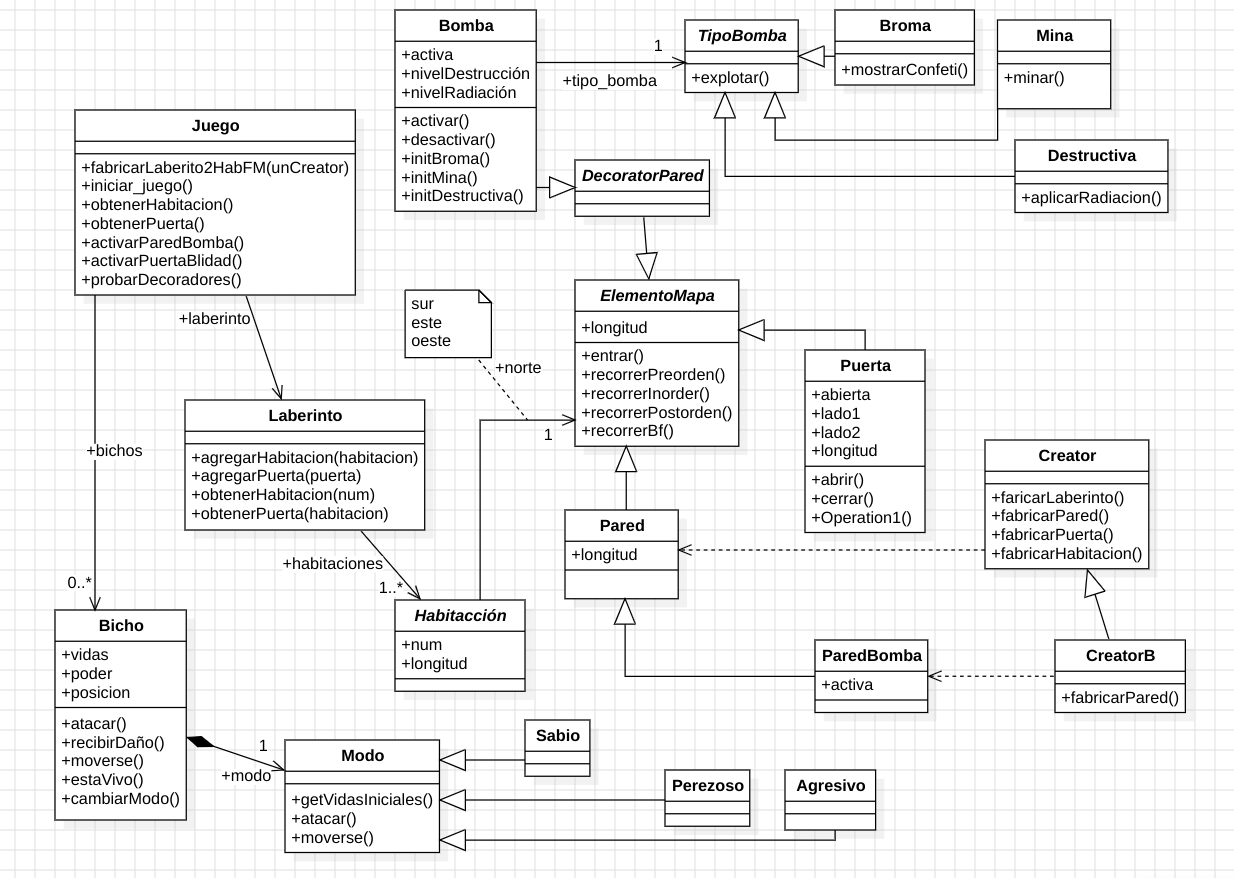 Bomba
+activa
+nivelDestrucción
+nivelRadiación
+activar()
+desactivar()
+initBroma()
+initMina()
+initDestructiva()
1
+tipo_bomba
TipoBomba
+explotar()
Broma
+mostrarConfeti()
Mina
+minar()
Destructiva
+aplicarRadiacion()
Juego
+fabricarLaberito2HabFM(unCreator)
+iniciar_juego()
+obtenerHabitacion()
+obtenerPuerta()
+activarParedBomba()
+activarPuertaBlidad()
+probarDecoradores()
DecoratorPared
+laberinto
sur
este
oeste
+norte
1
ElementoMapa
+longitud
+entrar()
+recorrerPreorden()
+recorrerInorder()
+recorrerPostorden()
+recorrerBf()
Puerta
+abierta
+lado1
+lado2
+longitud
+abrir()
+cerrar()
+Operation1()
Laberinto
+agregarHabitacion(habitacion)
+agregarPuerta(puerta)
+obtenerHabitacion(num)
+obtenerPuerta(habitacion)
+bichos
0..*
+habitaciones
1..*
Creator
+faricarLaberinto()
+fabricarPared()
+fabricarPuerta()
+fabricarHabitacion()
Pared
+longitud
Bicho
+vidas
+poder
+posicion
+atacar()
+recibirDaño()
+moverse()
+estaVivo()
+cambiarModo()
Habitacción
+num
+longitud
ParedBomba
+activa
CreatorB
+fabricarPared()
1
+modo
Modo
+getVidasIniciales()
+atacar()
+moverse()
Sabio
Perezoso
Agresivo